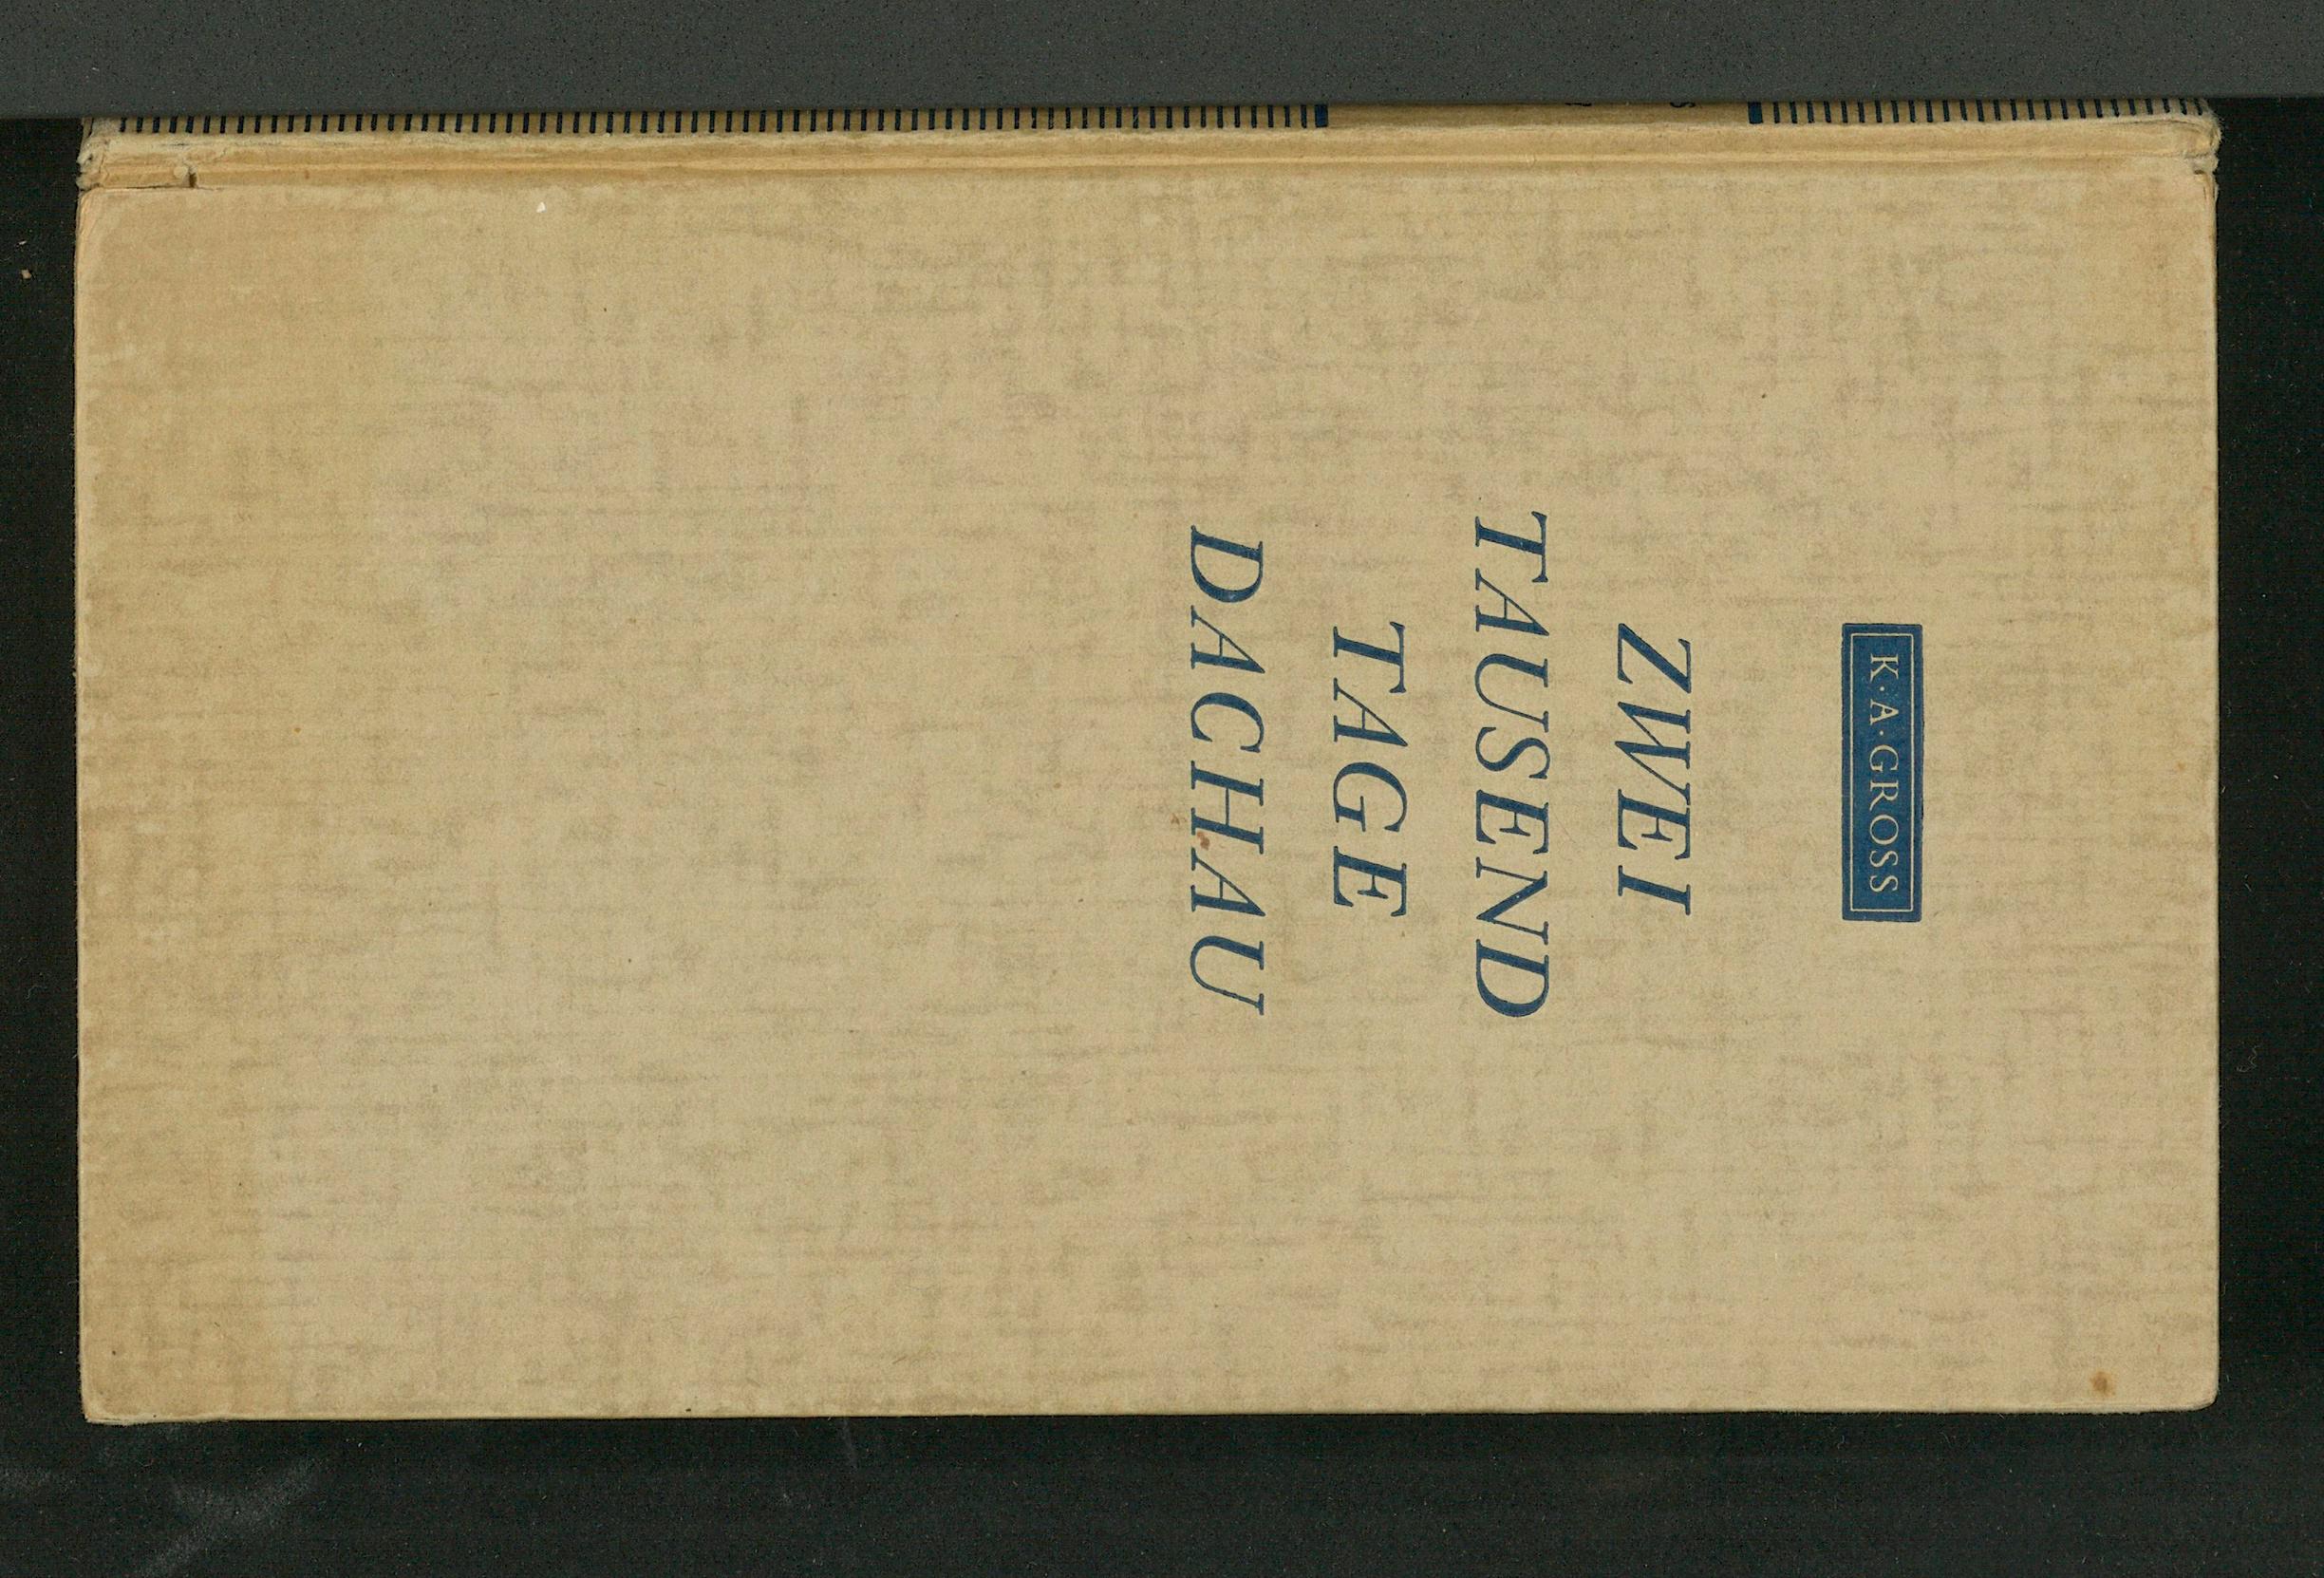 K·A·GROSS
ZWEI
TAUSEND
TAGE
DACHAU